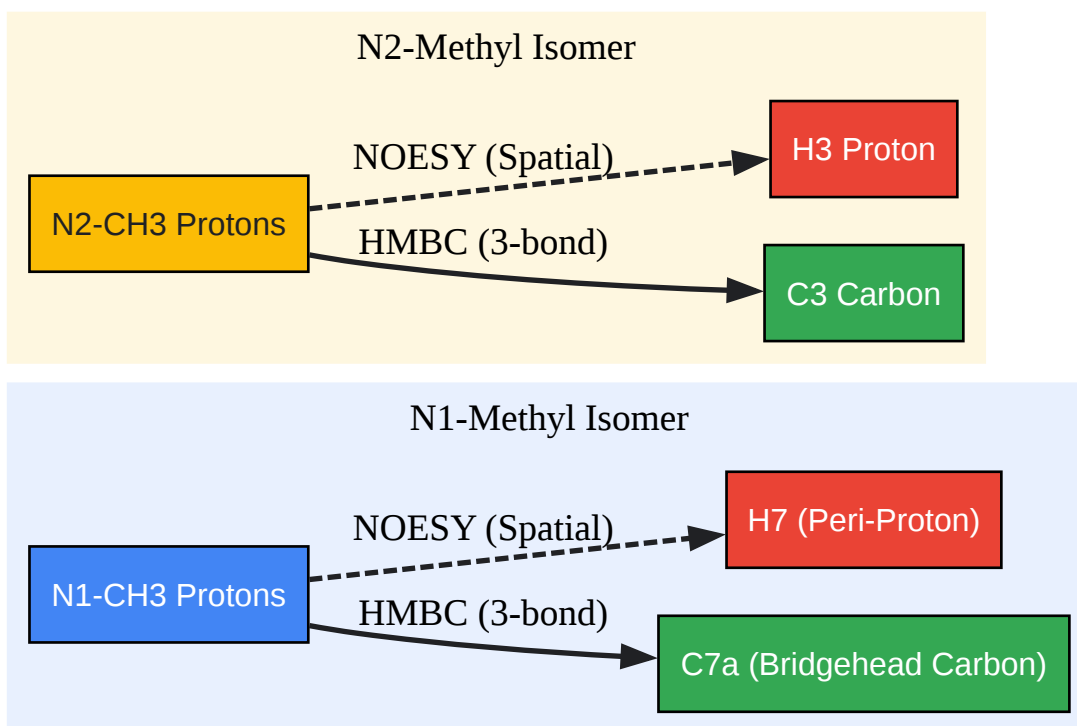 N2-Methyl Isomer
NOESY (Spatial)
H3 Proton
N2-CH3 Protons
HMBC (3-bond)
C3 Carbon
N1-Methyl Isomer
NOESY (Spatial)
H7 (Peri-Proton)
N1-CH3 Protons
HMBC (3-bond)
C7a (Bridgehead Carbon)